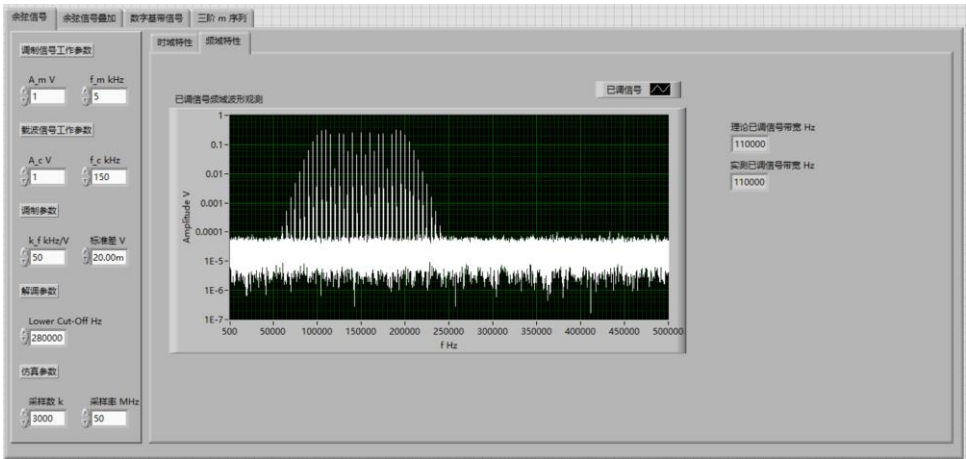 余弦信号 余弦信号叠加 数字基带信号 三阶 m 序列
时域特性 频域特性
调制信号工作参数
A_m V f_m kHz
1 5
载波信号工作参数
A_c V f_c kHz
1 150
调制参数
k_f kHz/V 标准差 V
50 20.00m
解调参数
Lower Cut-Off Hz
280000
仿真参数
采样数 k 采样率 MHz
3000 50
已调信号频域波形观测
已调信号
Amplitude V
1
0.1
0.01
0.001
0.0001
1E-5
1E-6
1E-7
500 50000 100000 150000 200000 250000 300000 350000 400000 450000 500000
f Hz
理论已调信号带宽 Hz
110000
实测已调信号带宽 Hz
110000